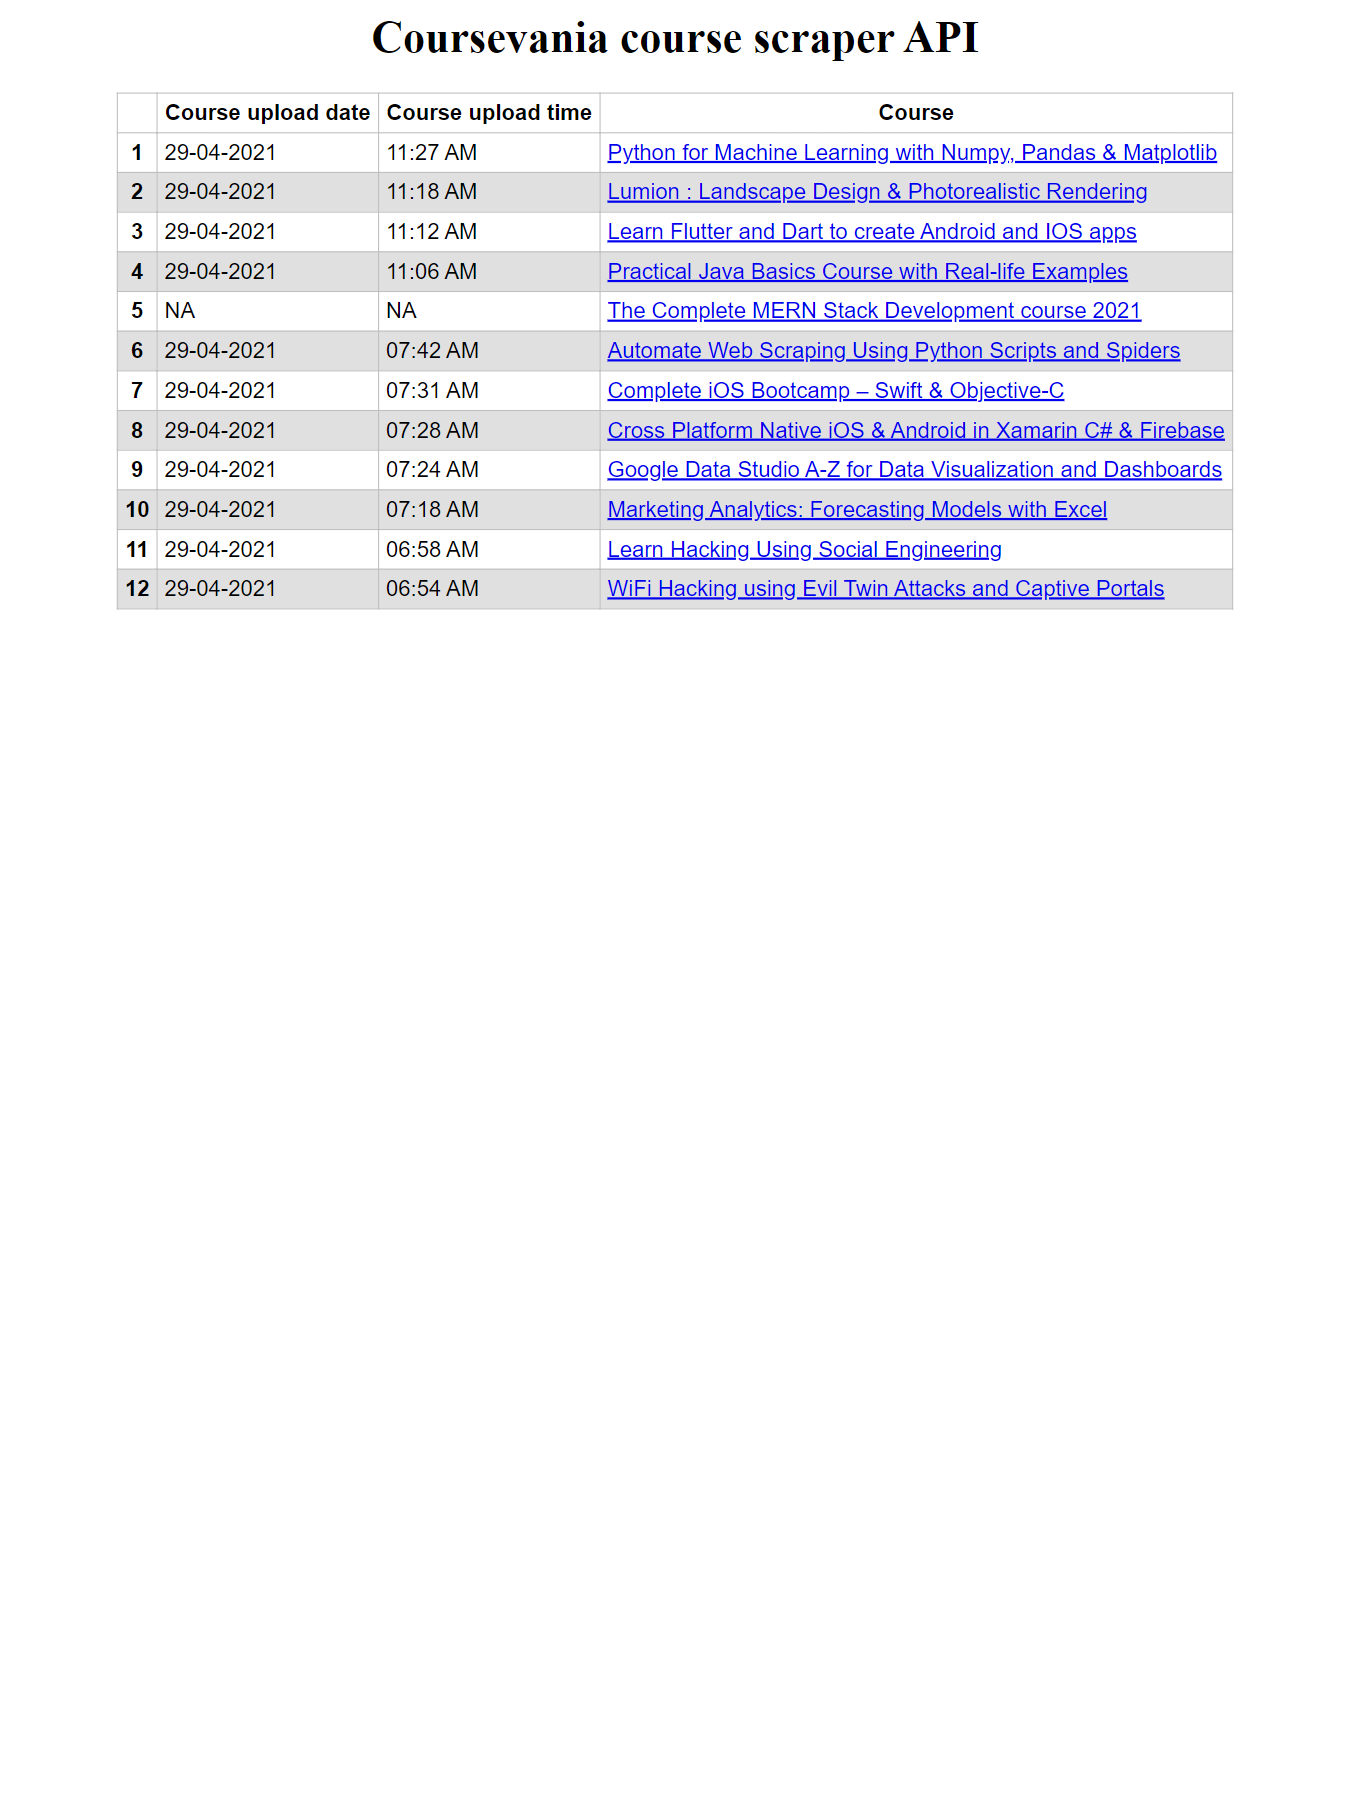 Coursevania course scraper API
Course upload date Course upload time Course
1 29-04-2021 11:27 AM Python for Machine Learning with Numpy, Pandas & Matplotlib
2 29-04-2021 11:18 AM Lumion : Landscape Design & Photorealistic Rendering
3 29-04-2021 11:12 AM Learn Flutter and Dart to create Android and IOS apps
4 29-04-2021 11:06 AM Practical Java Basics Course with Real-life Examples
5 NA NA The Complete MERN Stack Development course 2021
6 29-04-2021 07:42 AM Automate Web Scraping Using Python Scripts and Spiders
7 29-04-2021 07:31 AM Complete iOS Bootcamp – Swift & Objective-C
8 29-04-2021 07:28 AM Cross Platform Native iOS & Android in Xamarin C# & Firebase
9 29-04-2021 07:24 AM Google Data Studio A-Z for Data Visualization and Dashboards
10 29-04-2021 07:18 AM Marketing Analytics: Forecasting Models with Excel
11 29-04-2021 06:58 AM Learn Hacking Using Social Engineering
12 29-04-2021 06:54 AM WiFi Hacking using Evil Twin Attacks and Captive Portals